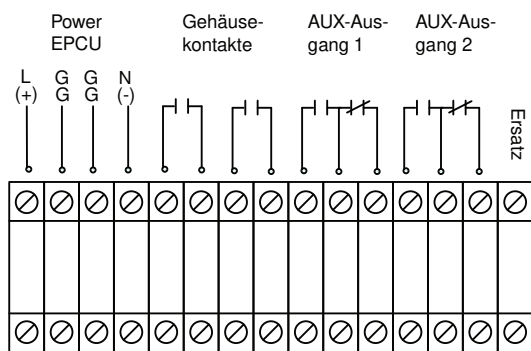 Power
EPCU
Gehäuse-
kontakte
AUX-Aus-
gang 1
AUX-Aus-
gang 2
L
(+)
G
G
G
G
N
(-)
Ersatz